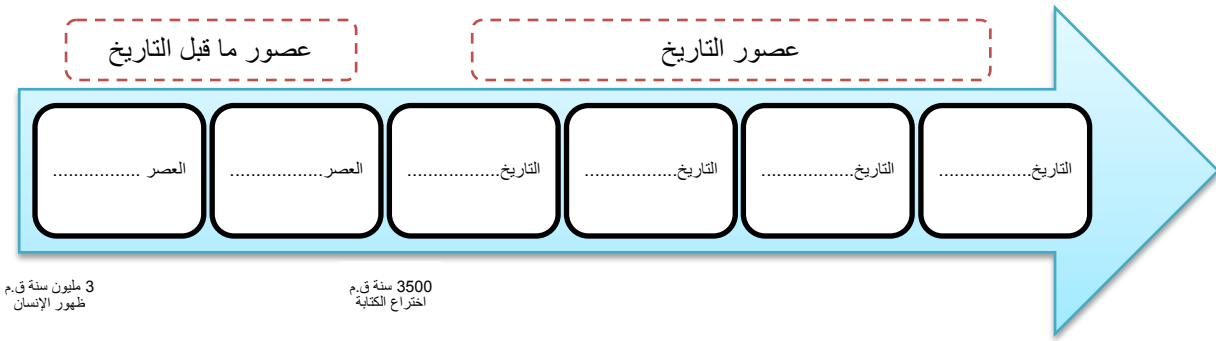 عصور ما قبل التاريخ
عصور التاريخ
العصر .................
العصر..................
التاريخ..................
التاريخ..................
التاريخ..................
التاريخ..................
3 مليون سنة ق.م
ظهور الإنسان
3500 سنة ق.م
اختراع الكتابة